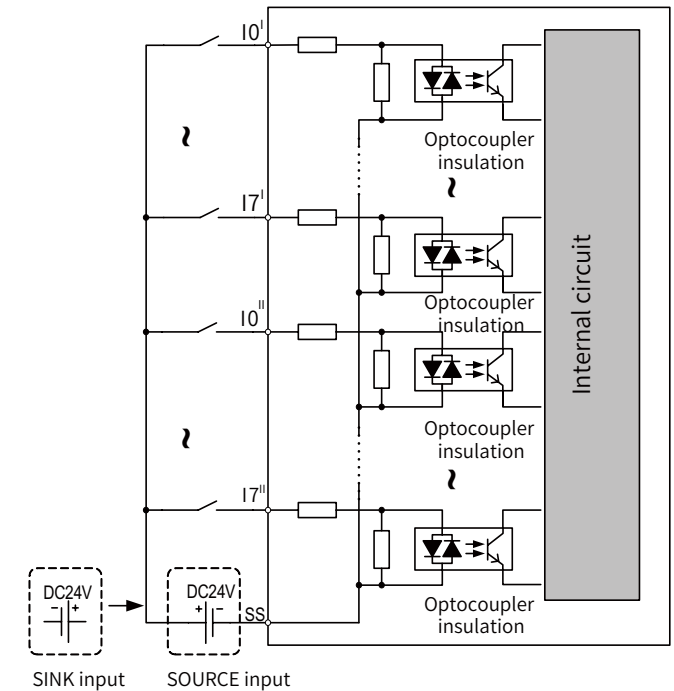 I0ᴵ
Optocoupler
insulation
I7ᴵ
Optocoupler
insulation
I0ᴵᴵ
Internal circuit
Optocoupler
insulation
I7ᴵᴵ
DC24V
- +
DC24V
+ -
SS
Optocoupler
insulation
SINK input
SOURCE input